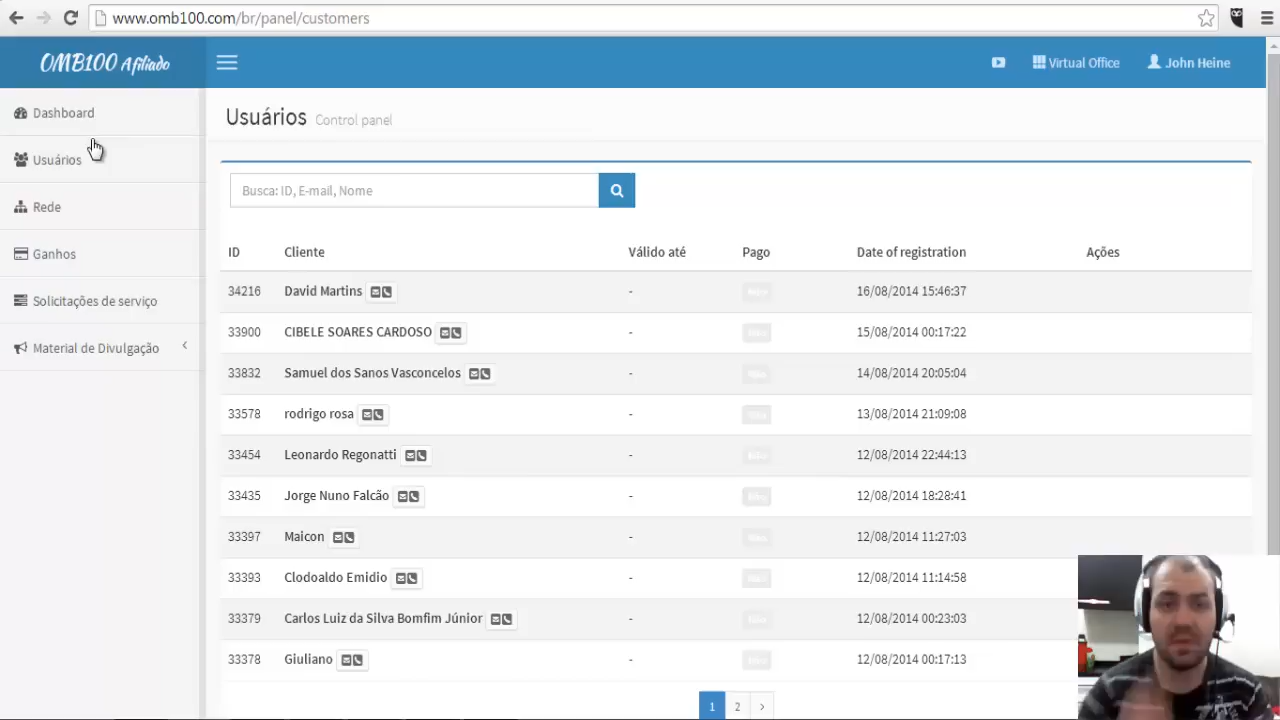 www.omb100.com/br/panel/customers
OMB100 Afiliado
Virtual Office
John Heine
Dashboard
Usuários
Rede
Ganhos
Solicitações de serviço
Material de Divulgação
Usuários Control panel
Busca: ID, E-mail, Nome
ID Cliente Válido até Pago Date of registration Ações
34216 David Martins - 16/08/2014 15:46:37
33900 CIBELE SOARES CARDOSO - 15/08/2014 00:17:22
33832 Samuel dos Sanos Vasconcelos - 14/08/2014 20:05:04
33578 rodrigo rosa - 13/08/2014 21:09:08
33454 Leonardo Regonatti - 12/08/2014 22:44:13
33435 Jorge Nuno Falcão - 12/08/2014 18:28:41
33397 Maicon - 12/08/2014 11:27:03
33393 Clodoaldo Emidio - 12/08/2014 11:14:58
33379 Carlos Luiz da Silva Bomfim Júnior - 12/08/2014 00:23:03
33378 Giuliano - 12/08/2014 00:17:13
1 2 >